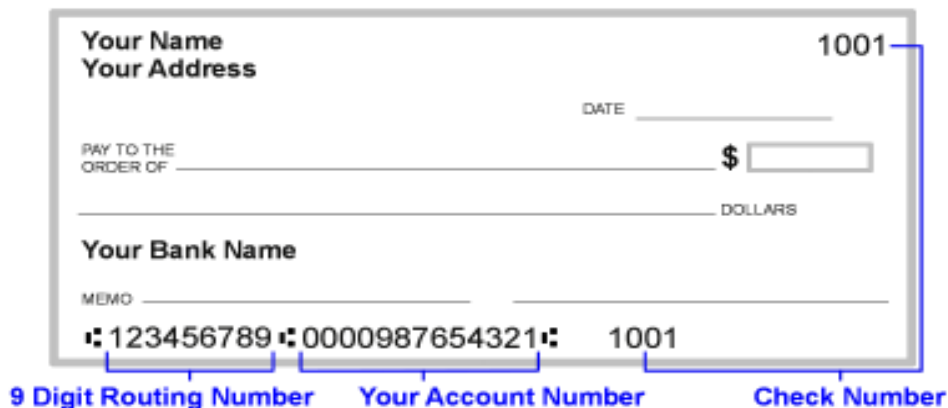 Your Name 1001
Your Address
DATE
PAY TO THE
ORDER OF $
DOLLARS
Your Bank Name
MEMO
⑆123456789⑆0000987654321⑆ 1001
9 Digit Routing Number Your Account Number Check Number